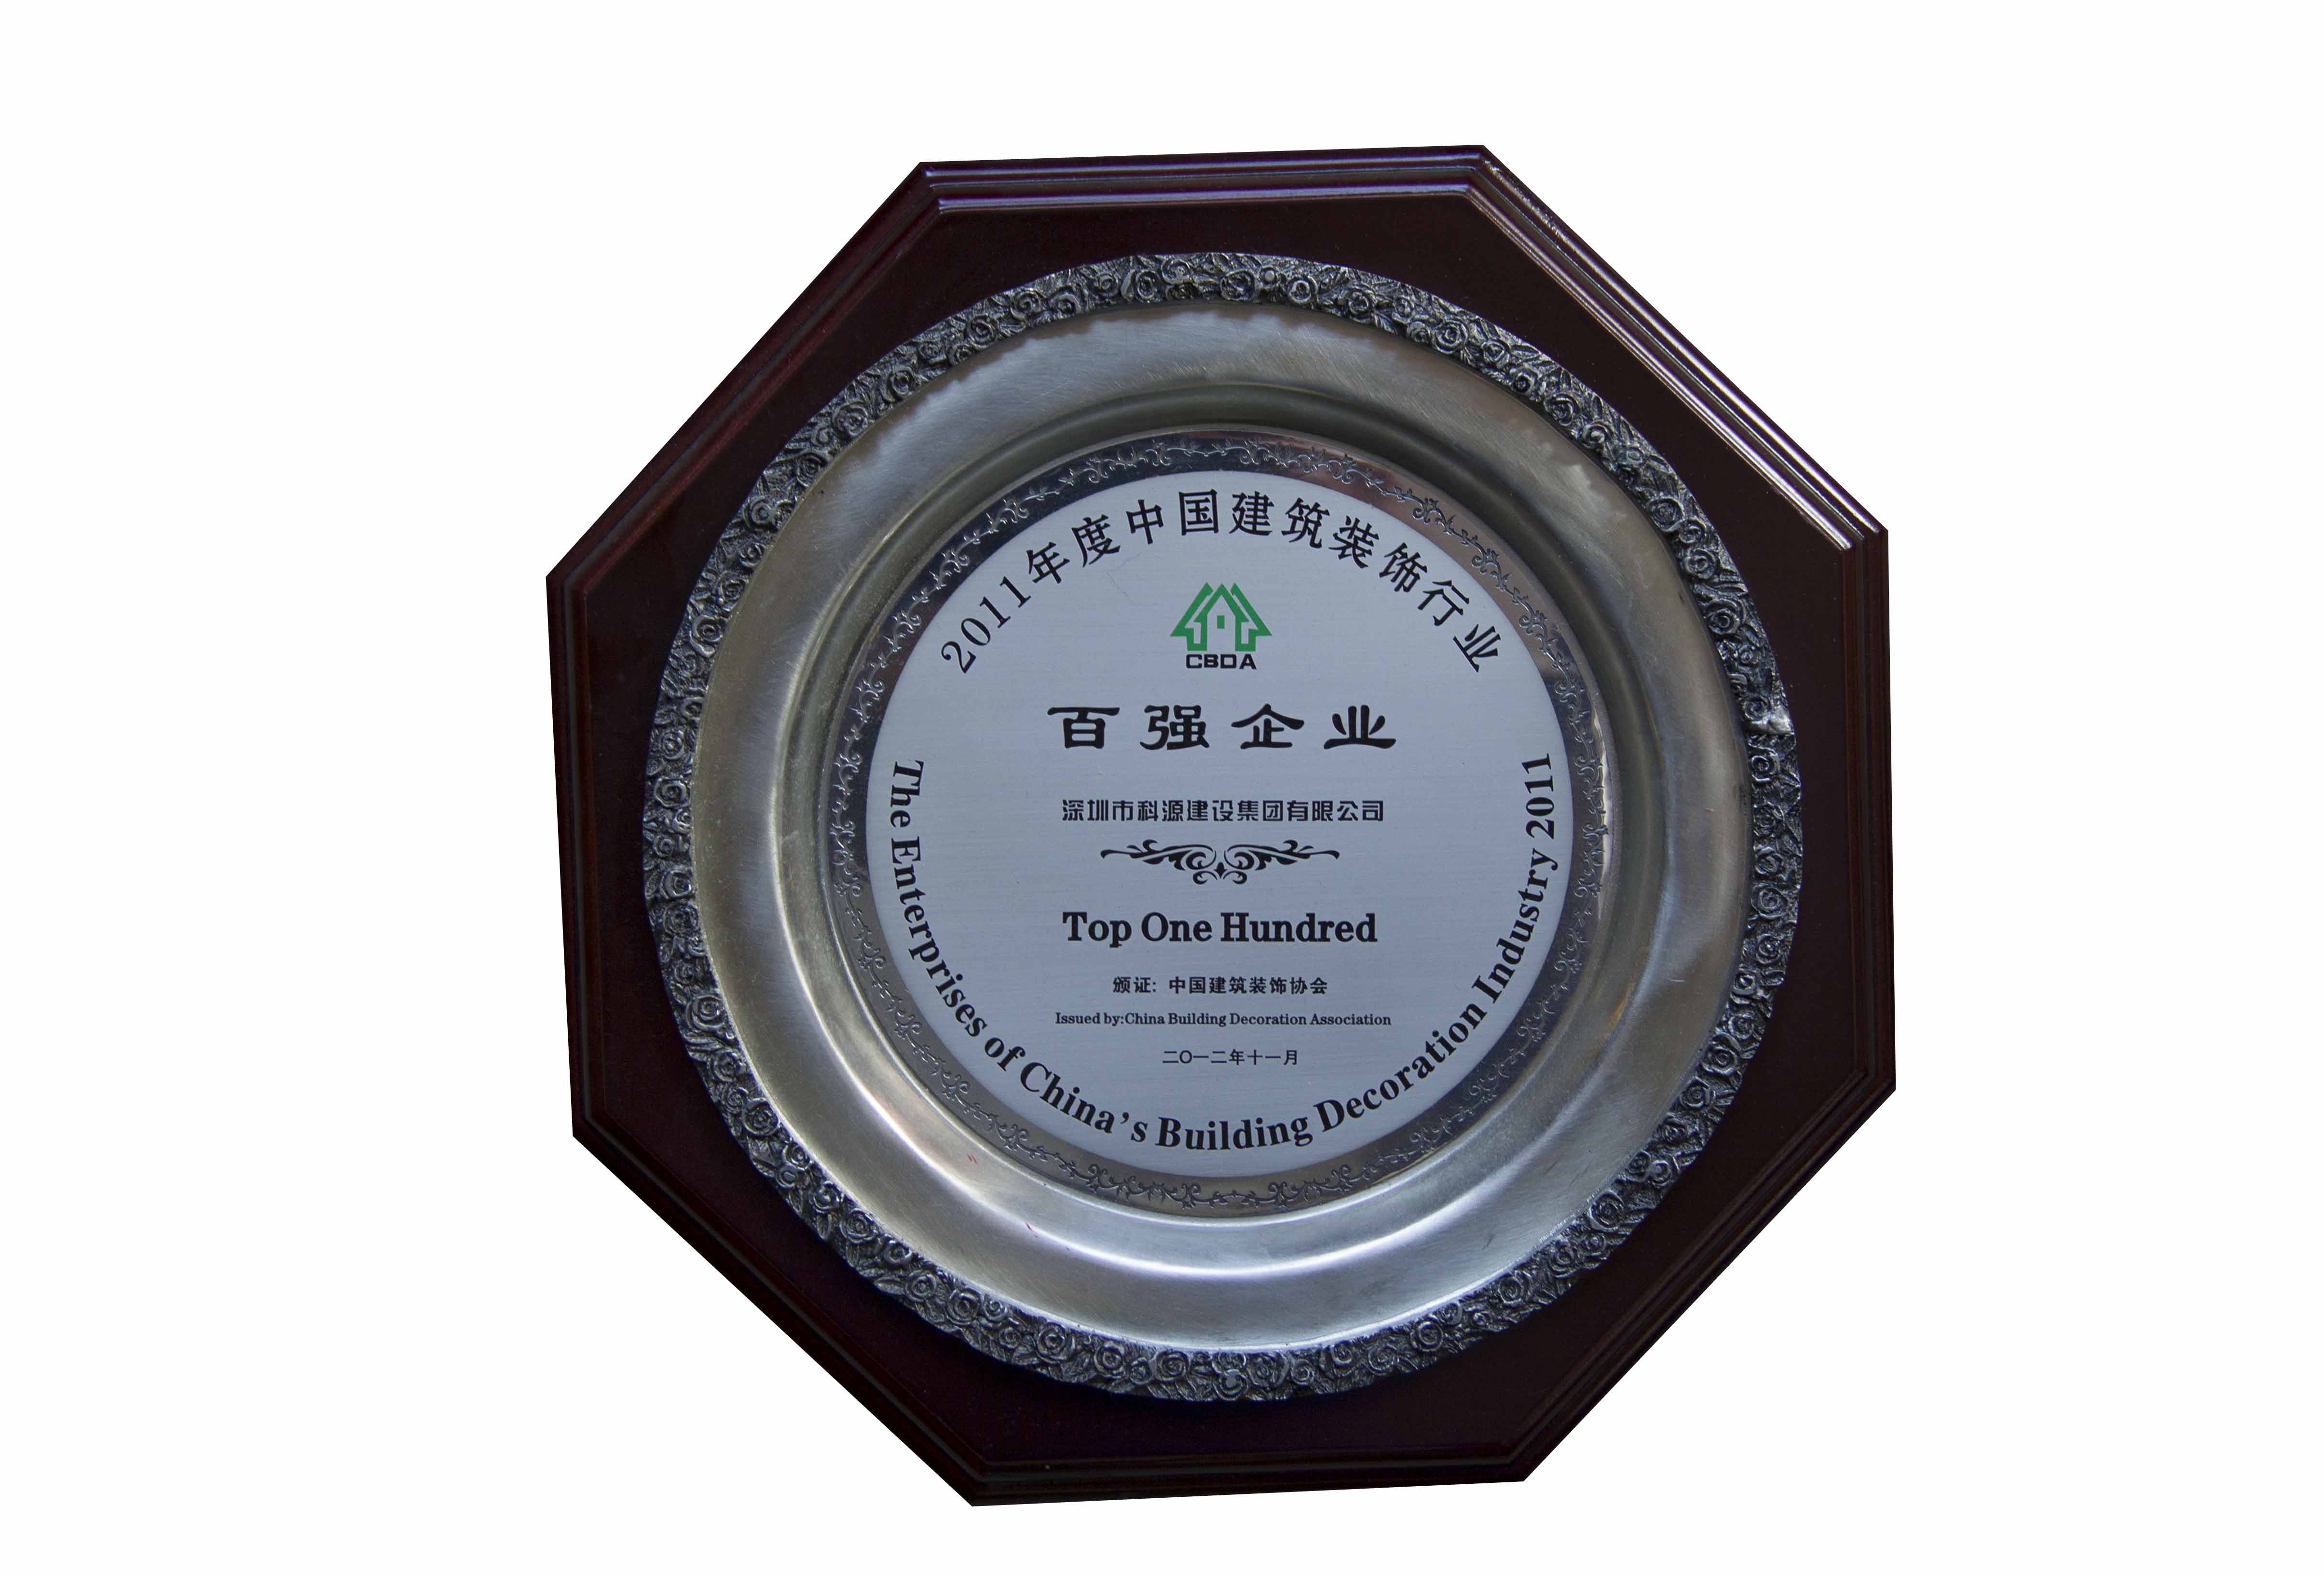 2011年度中国建筑装饰行业
CBDA
百强企业
深圳市科源建设集团有限公司
Top One Hundred
颁证: 中国建筑装饰协会
Issued by:China Building Decoration Association
二〇一二年十一月
The Enterprises of China's Building Decoration Industry 2011